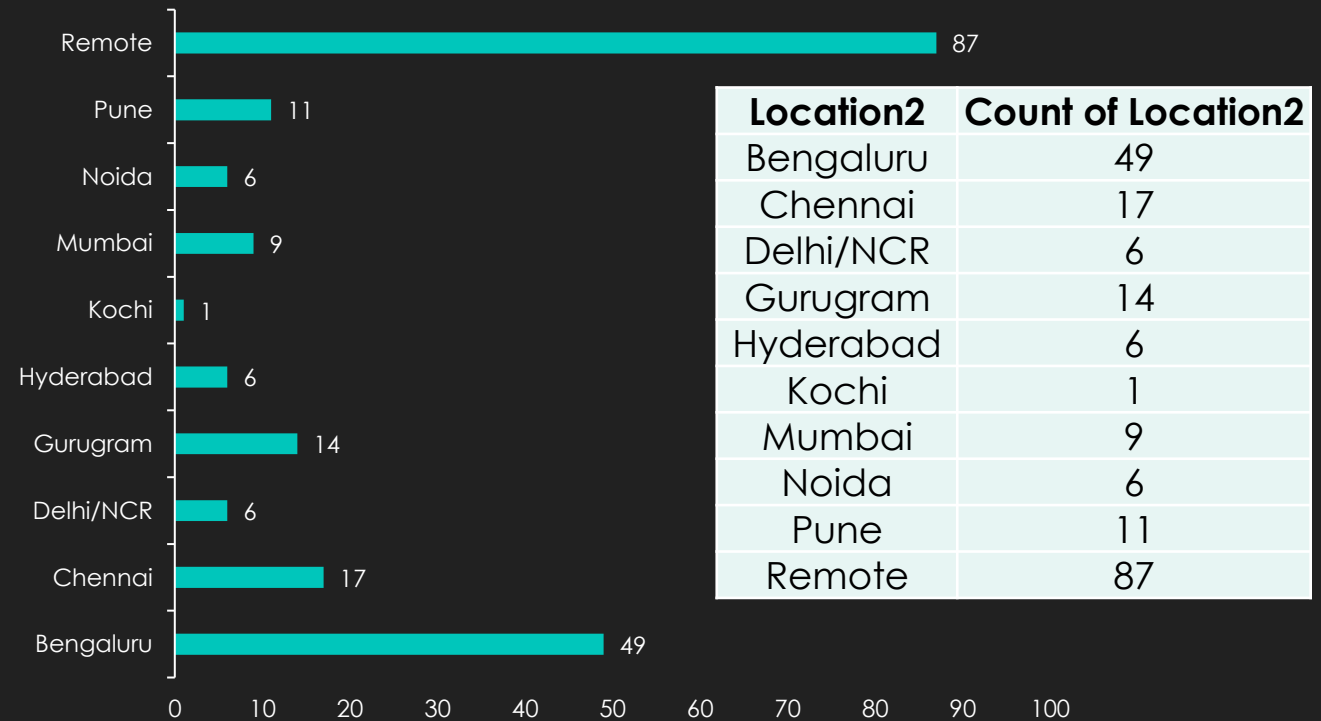 Remote 87
Pune 11
Noida 6
Mumbai 9
Kochi 1
Hyderabad 6
Gurugram 14
Delhi/NCR 6
Chennai 17
Bengaluru 49
0 10 20 30 40 50 60 70 80 90 100
Location2 Count of Location2
Bengaluru 49
Chennai 17
Delhi/NCR 6
Gurugram 14
Hyderabad 6
Kochi 1
Mumbai 9
Noida 6
Pune 11
Remote 87